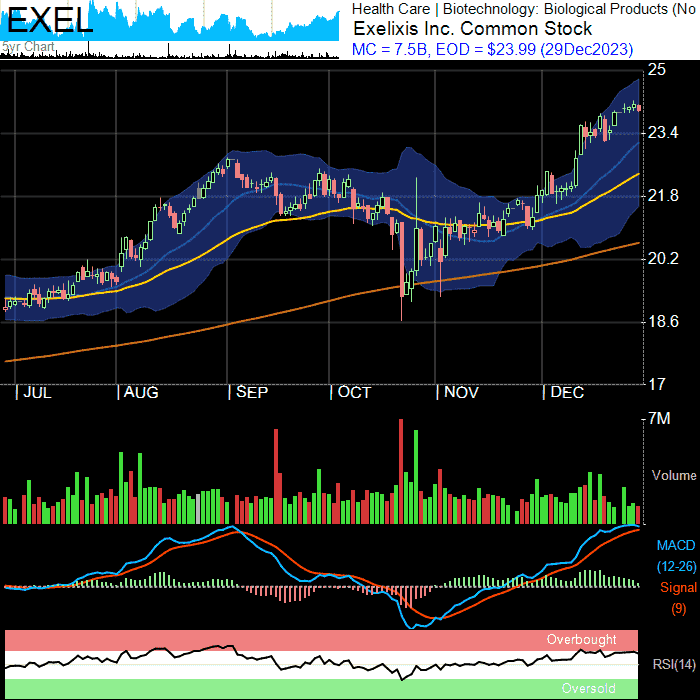 EXEL
5yr Chart
Health Care | Biotechnology: Biological Products (No
Exelixis Inc. Common Stock
MC = 7.5B, EOD = $23.99 (29Dec2023)
25
23.4
21.8
20.2
18.6
17
| JUL | AUG | SEP | OCT | NOV | DEC
7M
Volume
MACD
(12-26)
Signal
(9)
Overbought
RSI(14)
Oversold